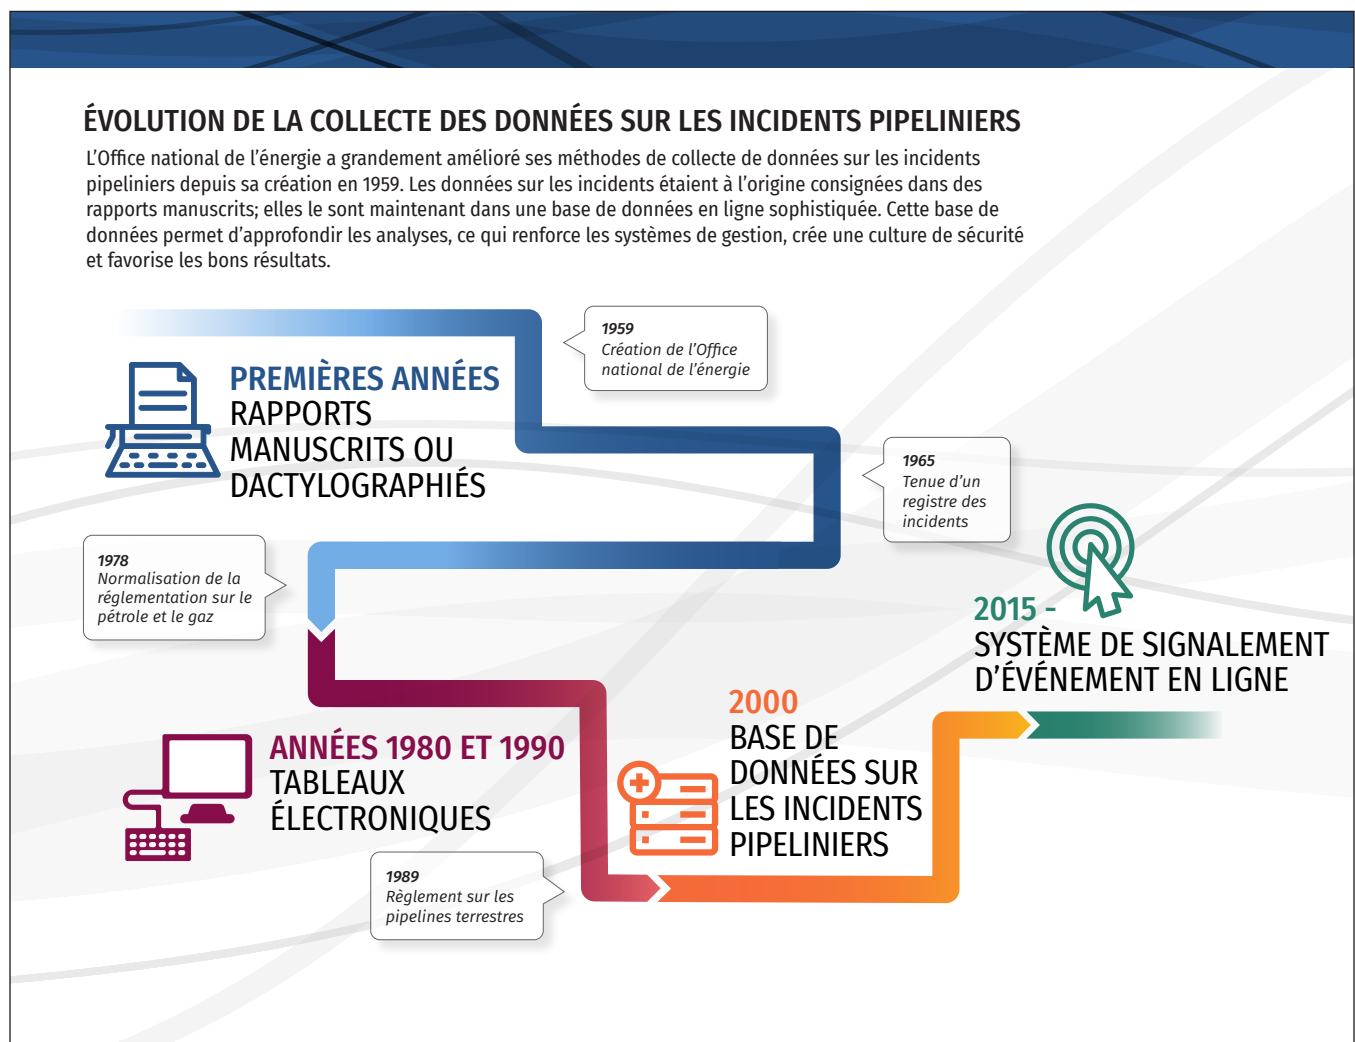 ÉVOLUTION DE LA COLLECTE DES DONNÉES SUR LES INCIDENTS PIPELINIERS
L’Office national de l’énergie a grandement amélioré ses méthodes de collecte de données sur les incidents
pipeliniers depuis sa création en 1959. Les données sur les incidents étaient à l’origine consignées dans des
rapports manuscrits; elles le sont maintenant dans une base de données en ligne sophistiquée. Cette base de
données permet d’approfondir les analyses, ce qui renforce les systèmes de gestion, crée une culture de sécurité
et favorise les bons résultats.
1959
Création de l’Office
national de l’énergie
PREMIÈRES ANNÉES
RAPPORTS
MANUSCRITS OU
DACTYLOGRAPHIÉS
1965
Tenue d’un
registre des
incidents
1978
Normalisation de la
réglementation sur le
pétrole et le gaz
ANNÉES 1980 ET 1990
TABLEAUX
ÉLECTRONIQUES
1989
Règlement sur les
pipelines terrestres
2000
BASE DE
DONNÉES SUR
LES INCIDENTS
PIPELINIERS
2015 -
SYSTÈME DE SIGNALEMENT
D’ÉVÉNEMENT EN LIGNE